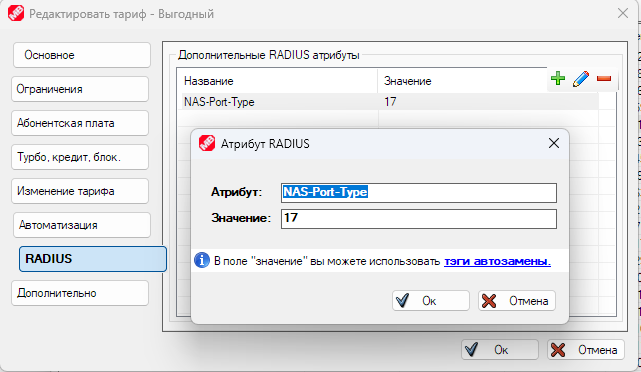 Редактировать тариф - Выгодный
Основное
Ограничения
Абонентская плата
Турбо, кредит, блок.
Изменение тарифа
Автоматизация
RADIUS
Дополнительно
Дополнительные RADIUS атрибуты
Название Значение
NAS-Port-Type 17
Атрибут RADIUS
Атрибут: NAS-Port-Type
Значение: 17
В поле "значение" вы можете использовать тэги автозамены.
Ок Отмена
Ок Отмена